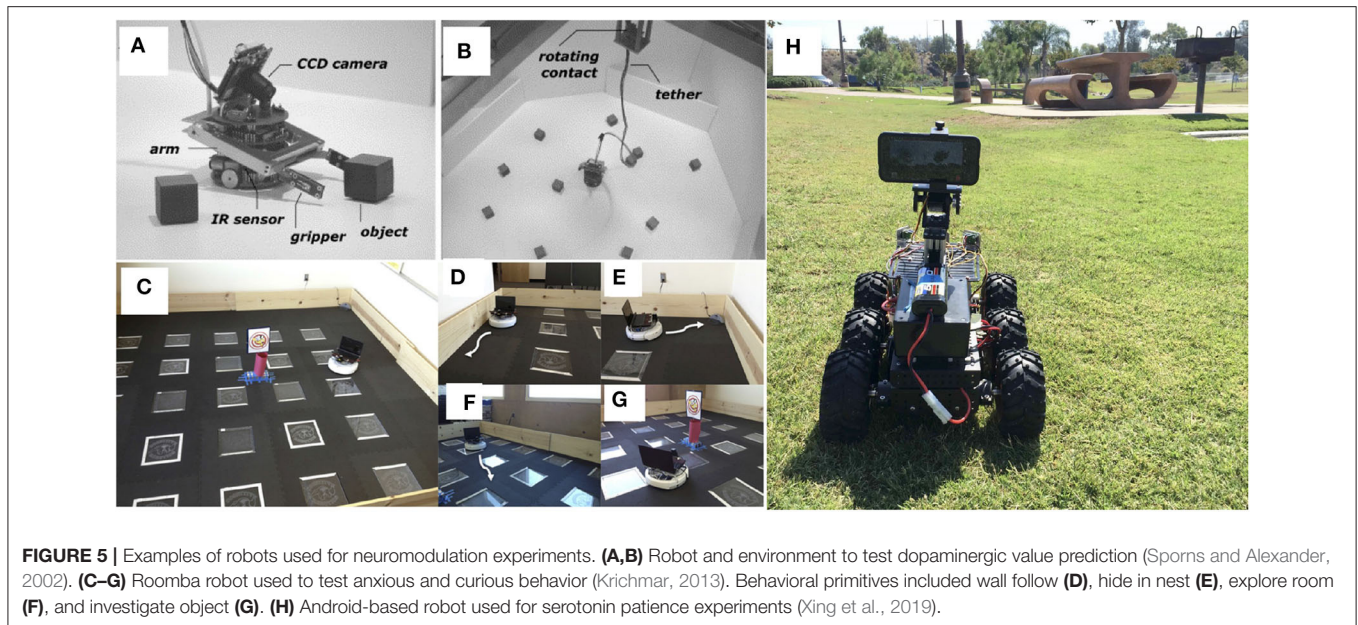 A
CCD camera
arm
IR sensor
gripper
object
B
rotating
contact
tether
C
D
E
F
G
H
FIGURE 5 | Examples of robots used for neuromodulation experiments. (A,B) Robot and environment to test dopaminergic value prediction (Sporns and Alexander,
2002). (C–G) Roomba robot used to test anxious and curious behavior (Krichmar, 2013). Behavioral primitives included wall follow (D), hide in nest (E), explore room
(F), and investigate object (G). (H) Android-based robot used for serotonin patience experiments (Xing et al., 2019).